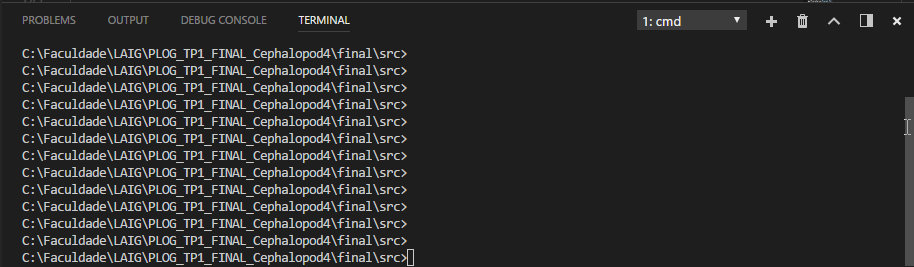 PROBLEMS OUTPUT DEBUG CONSOLE TERMINAL 1: cmd
C:\Faculdade\LAIG\PLOG_TP1_FINAL_Cephalopod4\final\src>
C:\Faculdade\LAIG\PLOG_TP1_FINAL_Cephalopod4\final\src>
C:\Faculdade\LAIG\PLOG_TP1_FINAL_Cephalopod4\final\src>
C:\Faculdade\LAIG\PLOG_TP1_FINAL_Cephalopod4\final\src>
C:\Faculdade\LAIG\PLOG_TP1_FINAL_Cephalopod4\final\src>
C:\Faculdade\LAIG\PLOG_TP1_FINAL_Cephalopod4\final\src>
C:\Faculdade\LAIG\PLOG_TP1_FINAL_Cephalopod4\final\src>
C:\Faculdade\LAIG\PLOG_TP1_FINAL_Cephalopod4\final\src>
C:\Faculdade\LAIG\PLOG_TP1_FINAL_Cephalopod4\final\src>
C:\Faculdade\LAIG\PLOG_TP1_FINAL_Cephalopod4\final\src>
C:\Faculdade\LAIG\PLOG_TP1_FINAL_Cephalopod4\final\src>
C:\Faculdade\LAIG\PLOG_TP1_FINAL_Cephalopod4\final\src>
C:\Faculdade\LAIG\PLOG_TP1_FINAL_Cephalopod4\final\src>